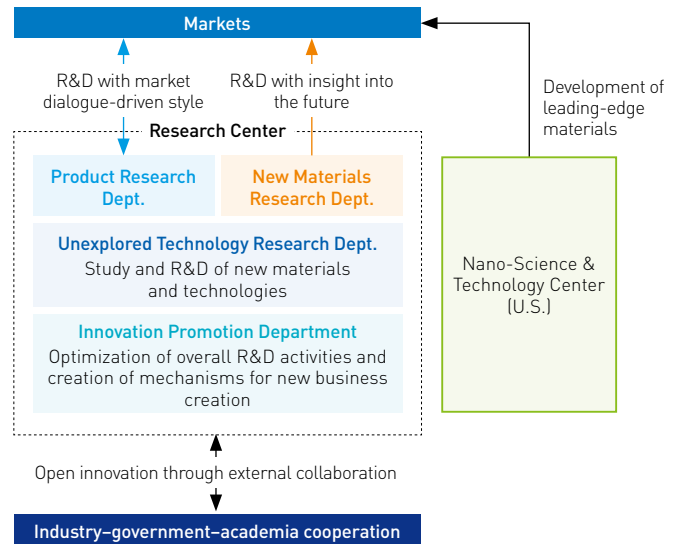 Markets
R&D with market
dialogue-driven style
R&D with insight into
the future
Development of
leading-edge
materials
Research Center
Product Research
Dept.
New Materials
Research Dept.
Unexplored Technology Research Dept.
Study and R&D of new materials
and technologies
Nano-Science &
Technology Center
(U.S.)
Innovation Promotion Department
Optimization of overall R&D activities and
creation of mechanisms for new business
creation
Open innovation through external collaboration
Industry–government–academia cooperation